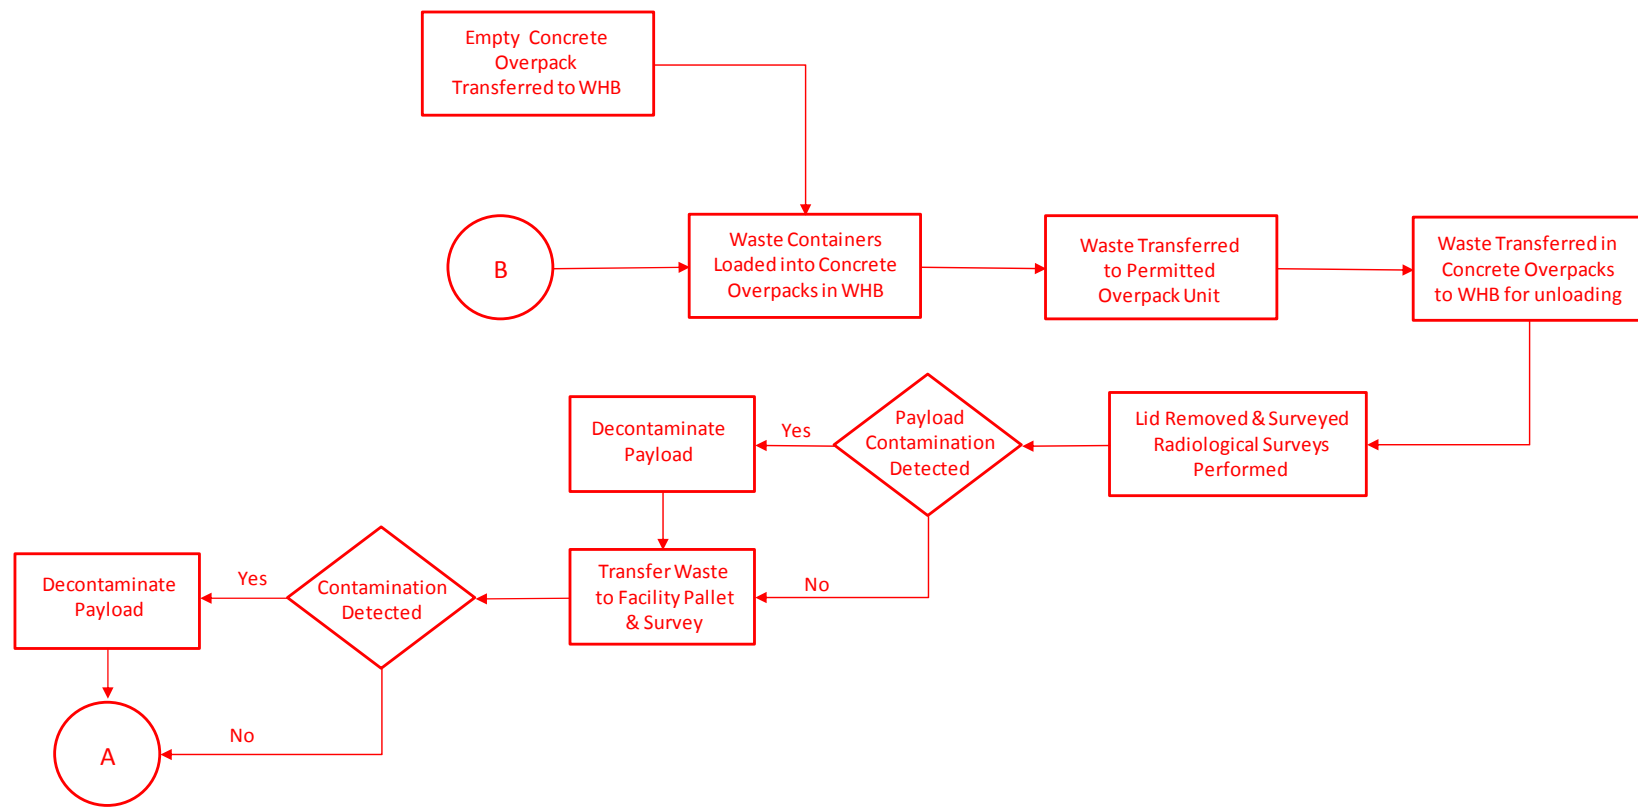 Empty Concrete
Overpack
Transferred to WHB
B
Waste Containers
Loaded into Concrete
Overpacks in WHB
Waste Transferred
to Permitted
Overpack Unit
Waste Transferred in
Concrete Overpacks
to WHB for unloading
Lid Removed & Surveyed
Radiological Surveys
Performed
Payload
Contamination
Detected
Yes
Decontaminate
Payload
No
Transfer Waste
to Facility Pallet
& Survey
Contamination
Detected
Yes
Decontaminate
Payload
No
A